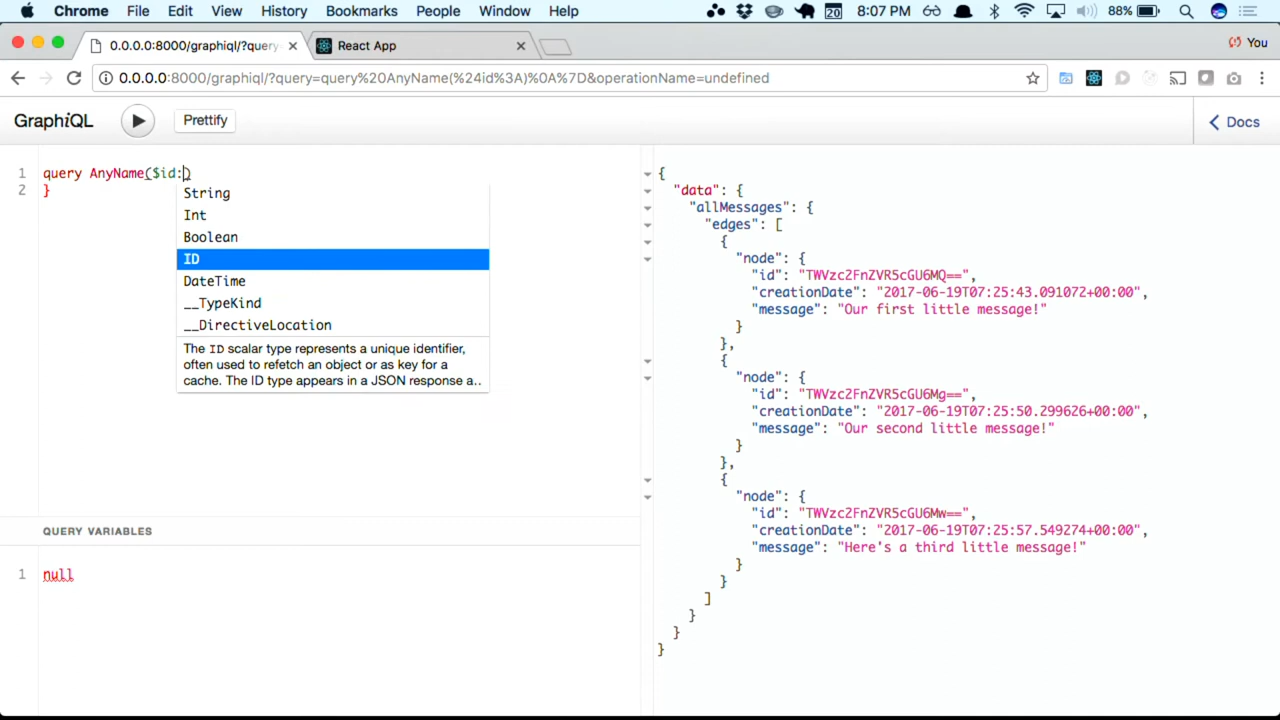 Chrome File Edit View History Bookmarks People Window Help 20 8:07 PM 88%
0.0.0.0:8000/graphiql/?query= × React App × You
0.0.0.0:8000/graphiql/?query=query%20AnyName(%24id%3A)%0A%7D&operationName=undefined
GraphiQL Prettify Docs
1 query AnyName($id:)
2 }
String
Int
Boolean
ID
DateTime
__TypeKind
__DirectiveLocation
The ID scalar type represents a unique identifier,
often used to refetch an object or as key for a
cache. The ID type appears in a JSON response a..
QUERY VARIABLES
1 null
{
"data": {
"allMessages": {
"edges": [
{
"node": {
"id": "TWVzc2FnZVR5cGU6MQ==",
"creationDate": "2017-06-19T07:25:43.091072+00:00",
"message": "Our first little message!"
}
},
{
"node": {
"id": "TWVzc2FnZVR5cGU6Mg==",
"creationDate": "2017-06-19T07:25:50.299626+00:00",
"message": "Our second little message!"
}
},
{
"node": {
"id": "TWVzc2FnZVR5cGU6Mw==",
"creationDate": "2017-06-19T07:25:57.549274+00:00",
"message": "Here's a third little message!"
}
}
]
}
}
}